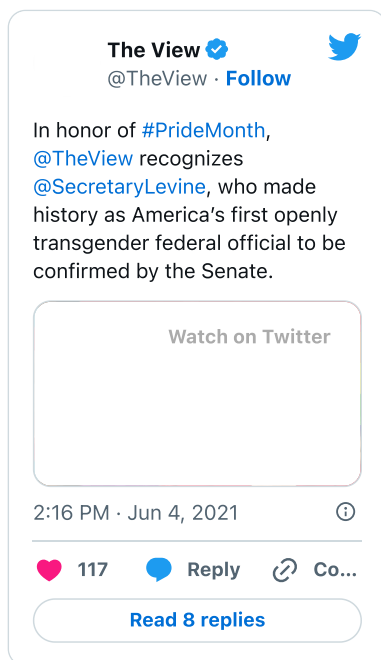 The View
@TheView · Follow
In honor of #PrideMonth,
@TheView recognizes
@SecretaryLevine, who made
history as America’s first openly
transgender federal official to be
confirmed by the Senate.
Watch on Twitter
2:16 PM · Jun 4, 2021
117 Reply Co...
Read 8 replies